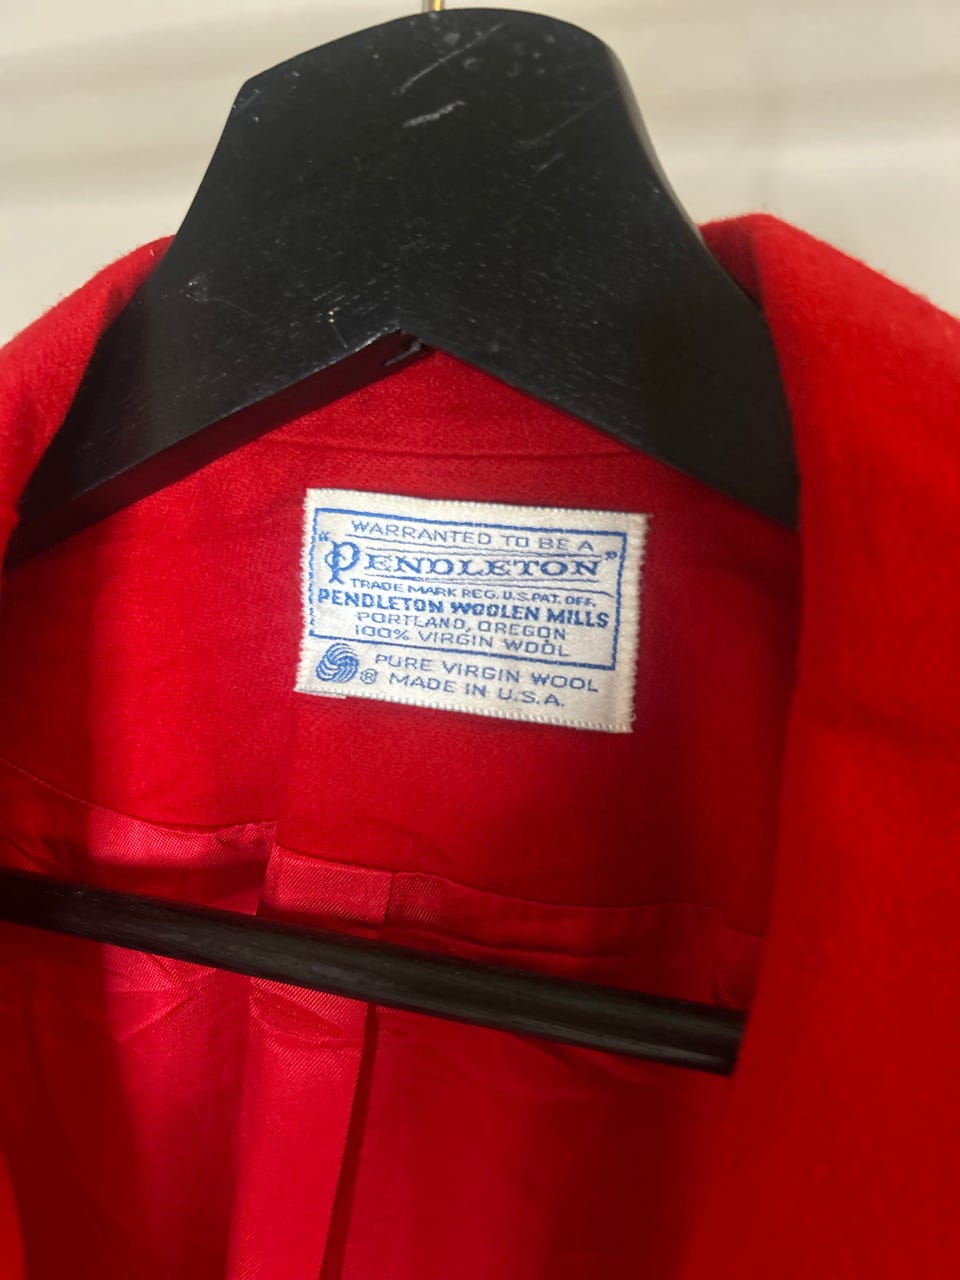 WARRANTED TO BE A
"PENDLETON"
TRADE MARK REG. U.S. PAT. OFF.
PENDLETON WOOLEN MILLS
PORTLAND, OREGON
100% VIRGIN WOOL
PURE VIRGIN WOOL
® MADE IN U.S.A.